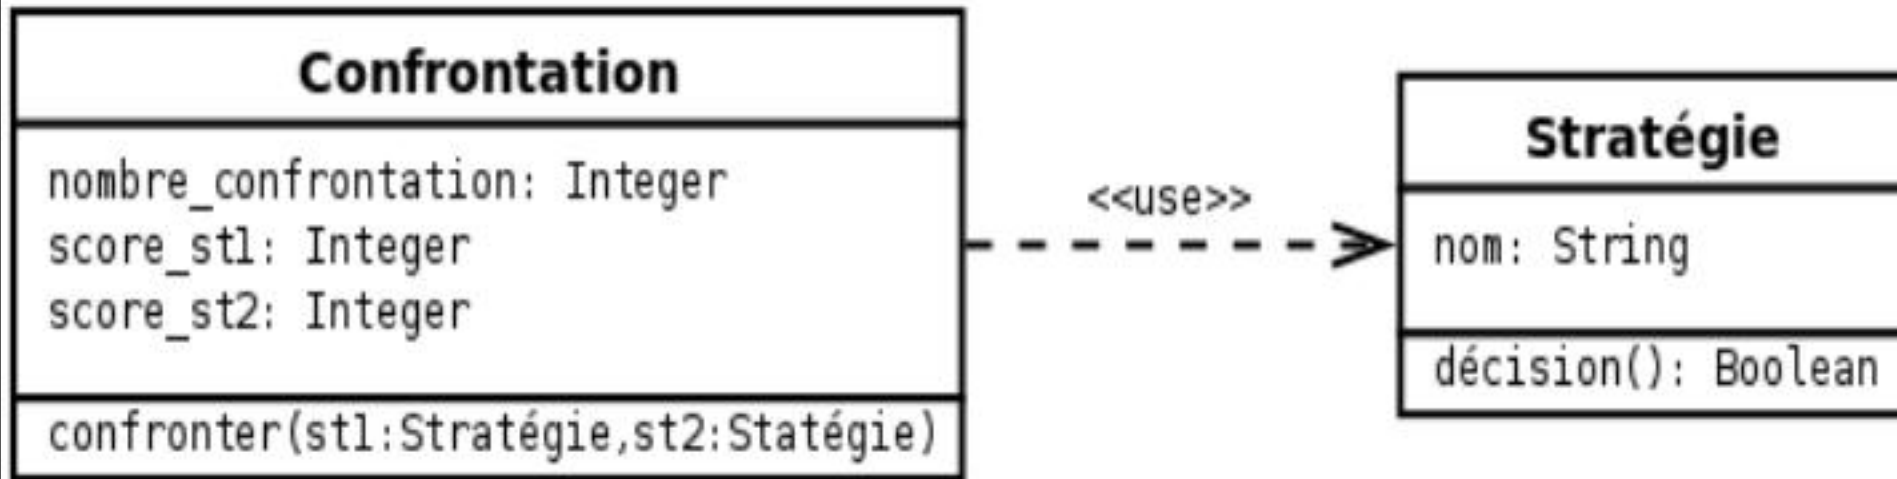 Confrontation
nombre_confrontation: Integer
score_st1: Integer
score_st2: Integer
confronter(st1:Stratégie,st2:Statégie)
<<use>>
Stratégie
nom: String
décision(): Boolean